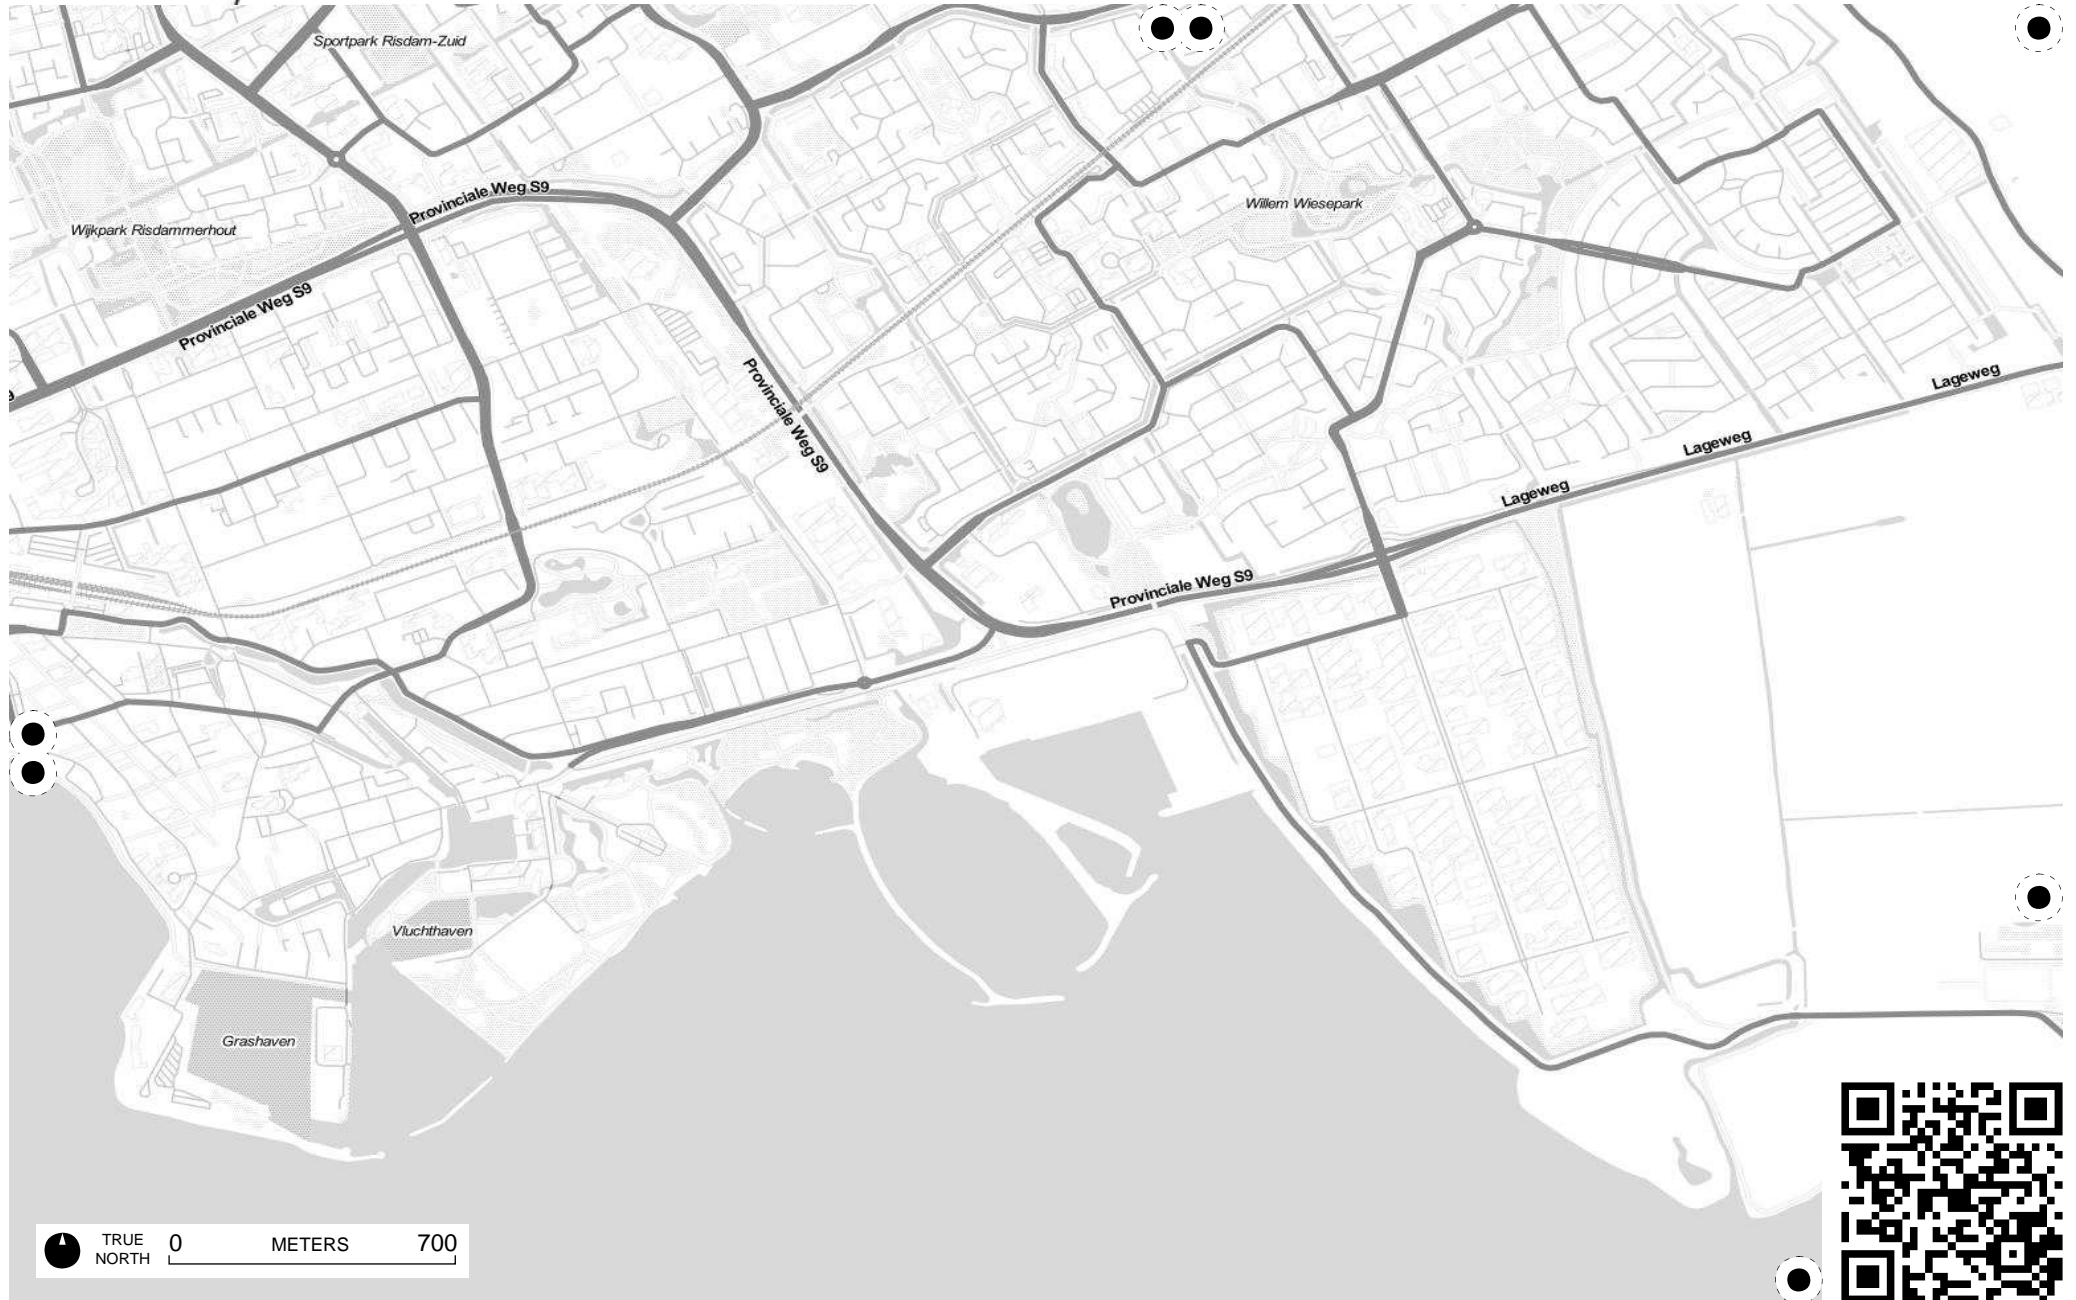 Sportpark Risdam-Zuid
Provinciale Weg S9
Willem Wiesepark
Wijkpark Risdammerhout
Provinciale Weg S9
Provinciale Weg S9
Lageweg
Lageweg
Lageweg
Provinciale Weg S9
Vluchthaven
Grashaven
TRUE
NORTH
0 METERS 700